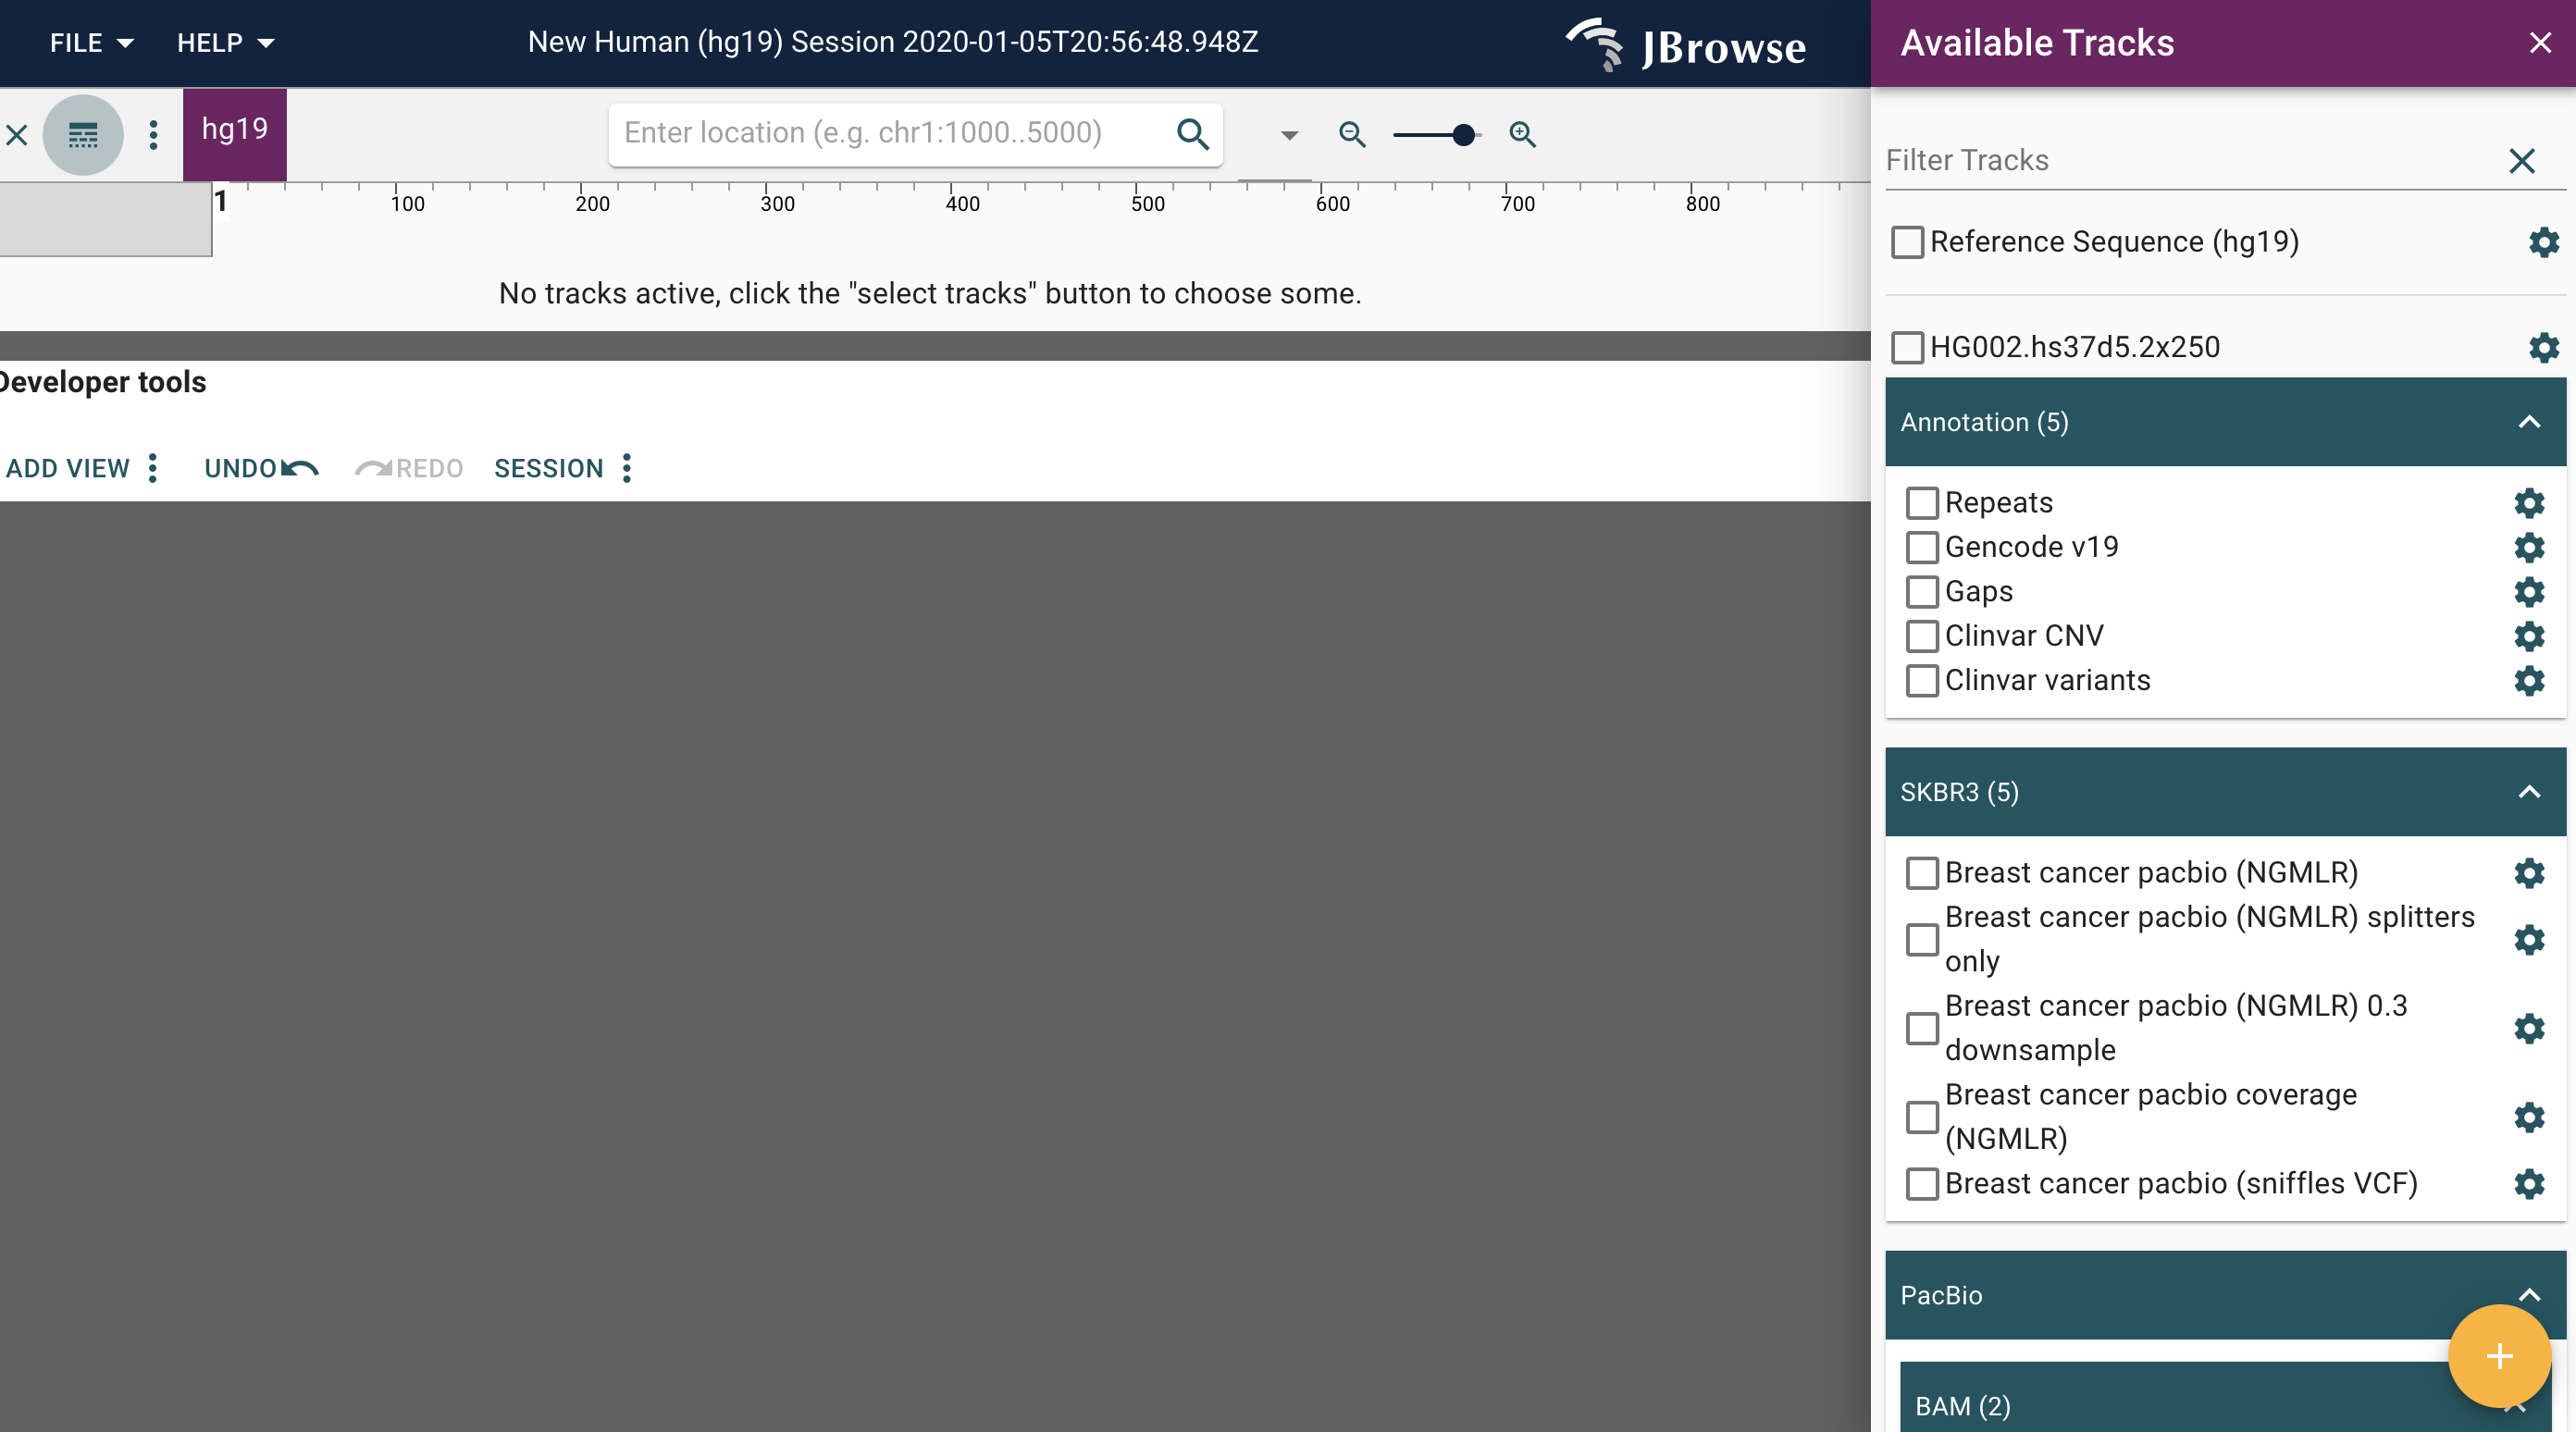 FILE HELP New Human (hg19) Session 2020-01-05T20:56:48.948Z JBrowse
hg19 Enter location (e.g. chr1:1000..5000)
1 100 200 300 400 500 600 700 800
No tracks active, click the "select tracks" button to choose some.
Developer tools
ADD VIEW UNDO REDO SESSION
Available Tracks
Filter Tracks
Reference Sequence (hg19)
HG002.hs37d5.2x250
Annotation (5)
Repeats
Gencode v19
Gaps
Clinvar CNV
Clinvar variants
SKBR3 (5)
Breast cancer pacbio (NGMLR)
Breast cancer pacbio (NGMLR) splitters
only
Breast cancer pacbio (NGMLR) 0.3
downsample
Breast cancer pacbio coverage
(NGMLR)
Breast cancer pacbio (sniffles VCF)
PacBio
BAM (2)